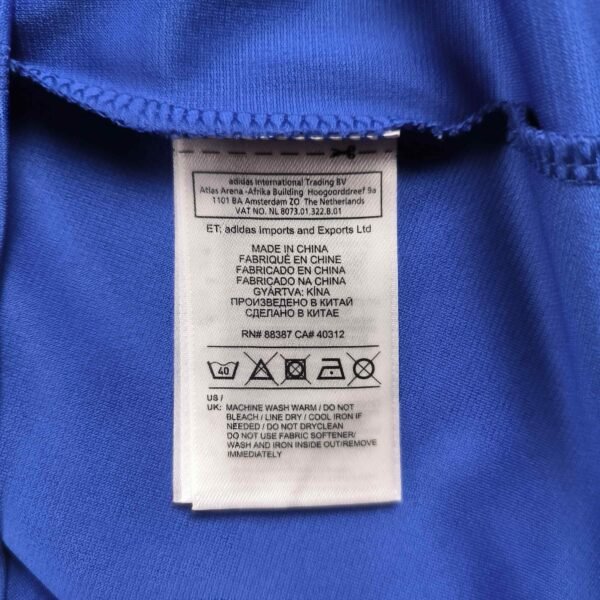 adidas International Trading BV
Atlas Arena -Afrika Building Hoogoorddreef 9a
1101 BA Amsterdam ZO The Netherlands
VAT NO. NL 8073.01.322.B.01
ET; adidas Imports and Exports Ltd
MADE IN CHINA
FABRIQUÉ EN CHINE
FABRICADO EN CHINA
FABRICADO NA CHINA
GYÁRTVA: KÍNA
ПРОИЗВЕДЕНО В КИТАЙ
СДЕЛАНО В КИТАЕ
RN# 88387 CA# 40312
40
US /
UK: MACHINE WASH WARM / DO NOT
BLEACH / LINE DRY / COOL IRON IF
NEEDED / DO NOT DRYCLEAN
DO NOT USE FABRIC SOFTENER/
WASH AND IRON INSIDE OUT/REMOVE
IMMEDIATELY